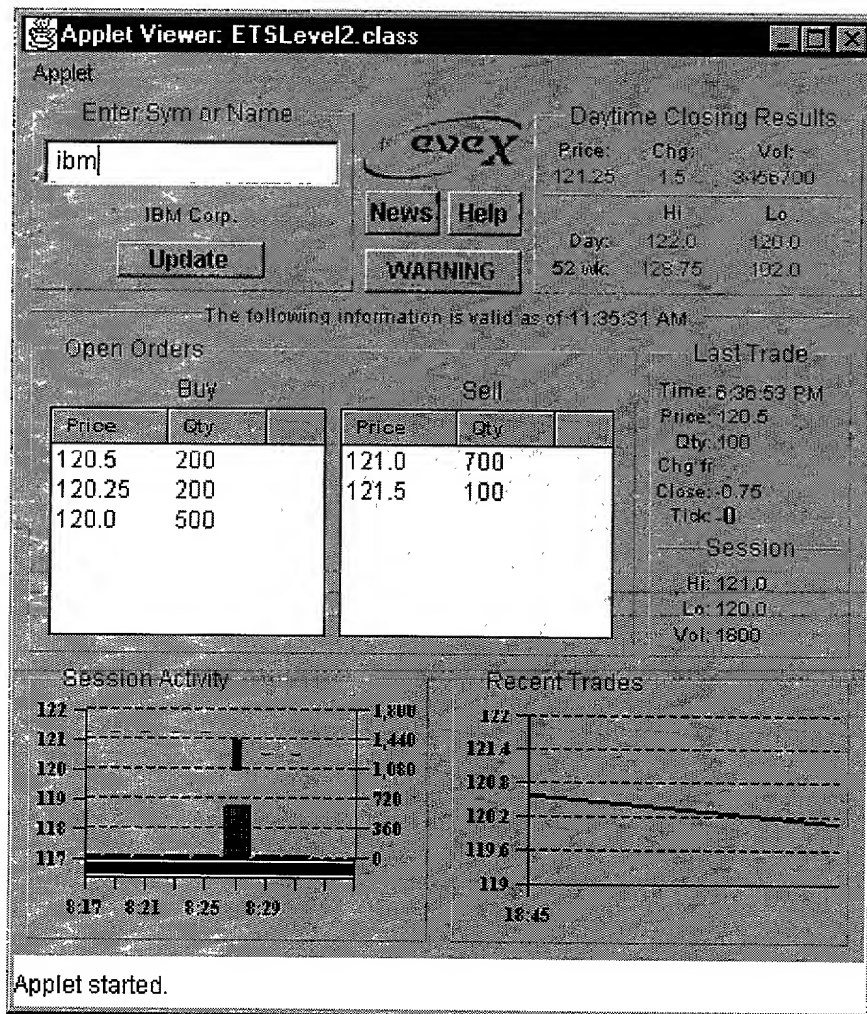 Applet Viewer: ETSLevel2.class
Applet
Enter Sym or Name
ibm
IBM Corp.
Update
evex
News Help
WARNING
Daytime Closing Results
Price: Chg: Vol:
121.25 1.5 3456700
Hi Lo
Day: 122.0 120.0
52 wk: 128.75 102.0
The following information is valid as of 11:35:31 AM
Open Orders
Buy
Price Qty
120.5 200
120.25 200
120.0 500
Sell
Price Qty
121.0 700
121.5 100
Last Trade
Time: 6:36:53 PM
Price: 120.5
Qty: 100
Chg fr
Close: -0.75
Tick: -0
Session
Hi: 121.0
Lo: 120.0
Vol: 1800
Session Activity
122 1,800
121 1,440
120 1,080
119 720
118 360
117 0
8:17 8:21 8:25 8:29
Recent Trades
122
121.4
120.8
120.2
119.6
119
18:45
Applet started.